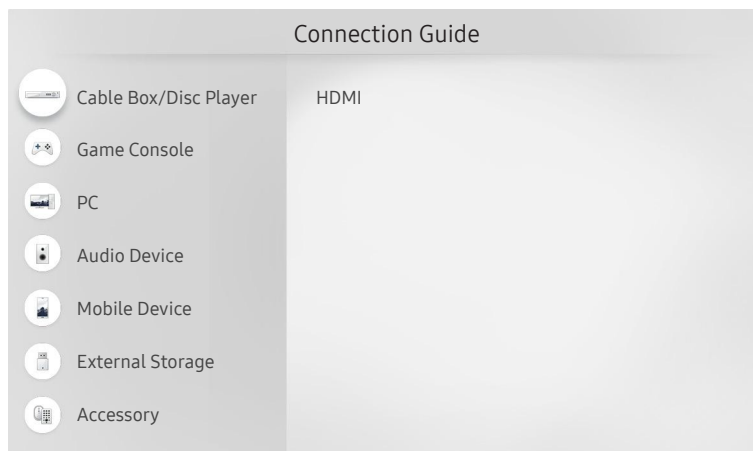 Connection Guide
Cable Box/Disc Player
HDMI
Game Console
PC
Audio Device
Mobile Device
External Storage
Accessory